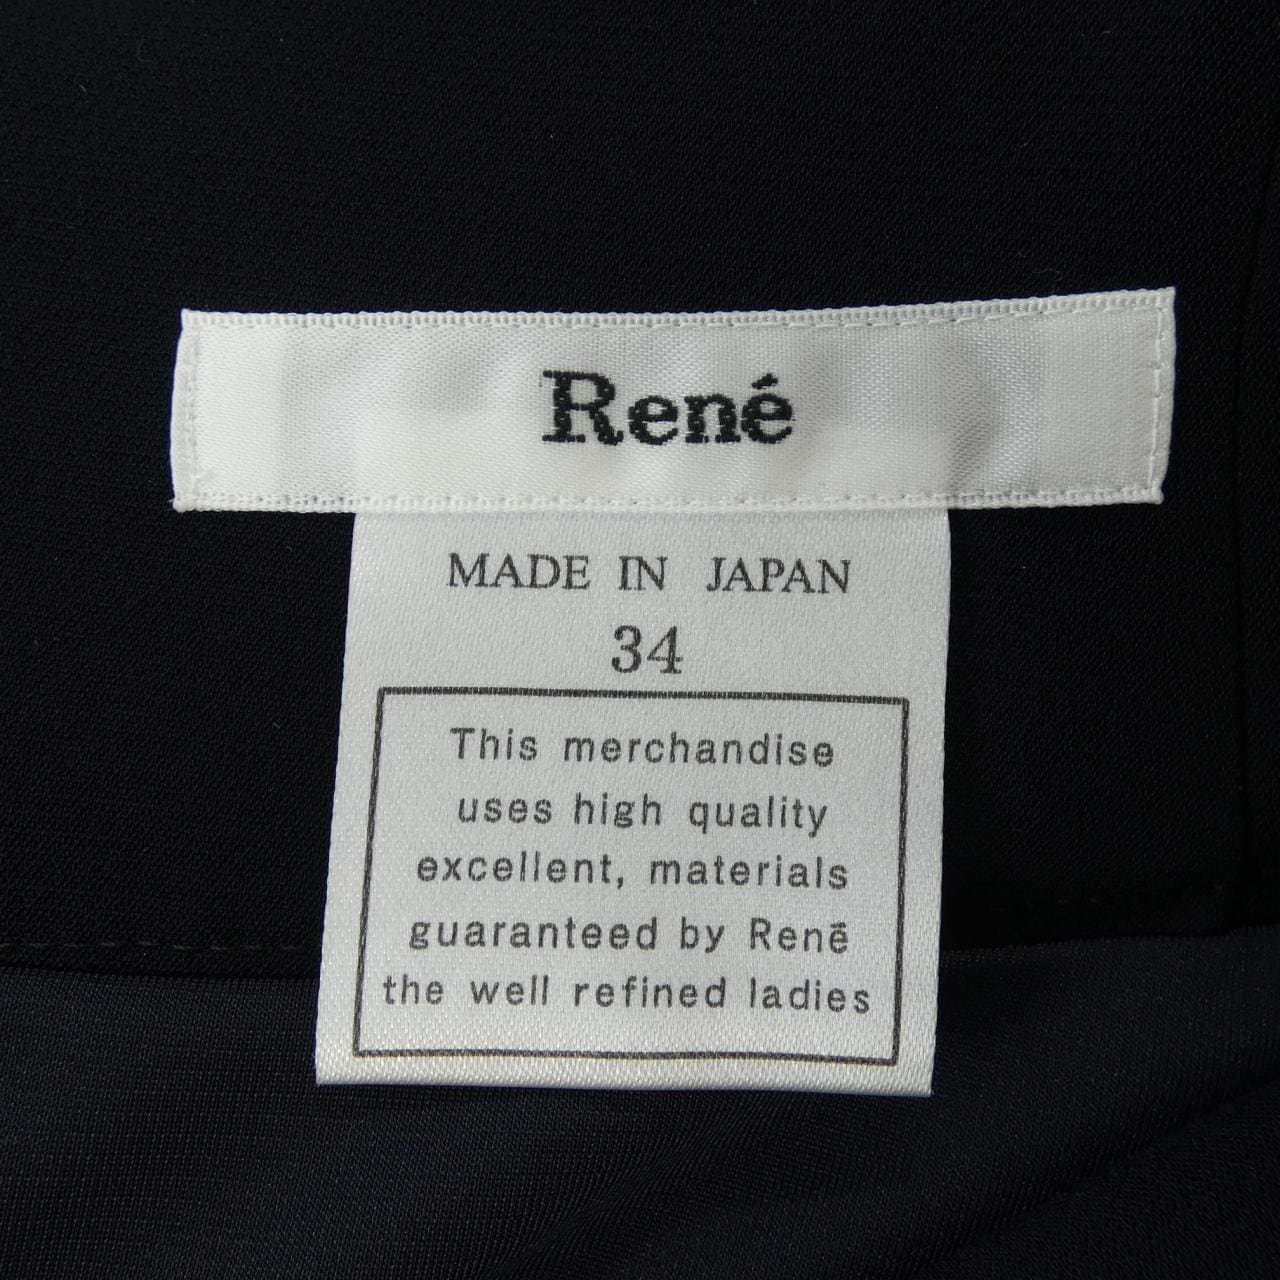 René
MADE IN JAPAN
34
This merchandise
uses high quality
excellent, materials
guaranteed by Renē
the well refined ladies